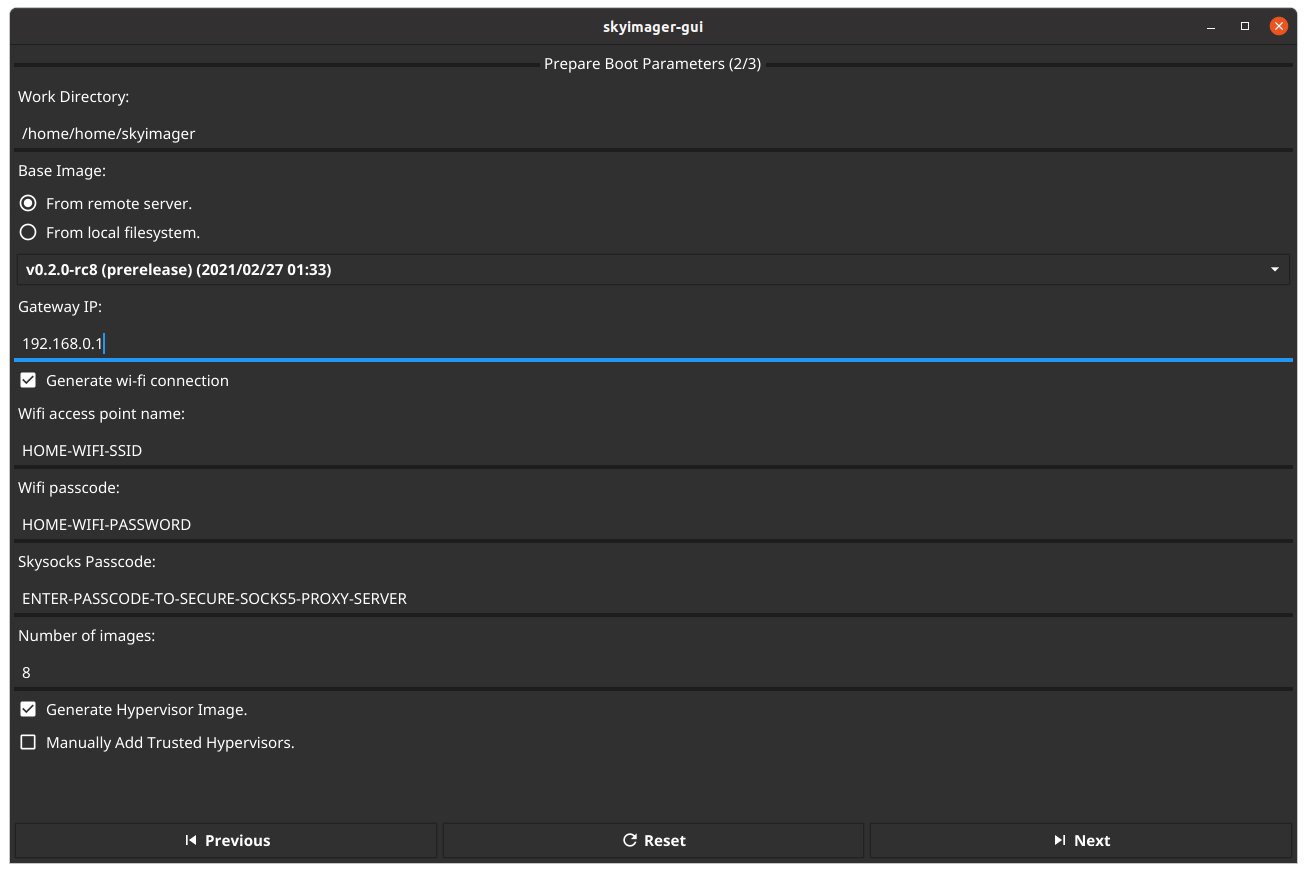 skyimager-gui
Prepare Boot Parameters (2/3)
Work Directory:
/home/home/skyimager
Base Image:
From remote server.
From local filesystem.
v0.2.0-rc8 (prerelease) (2021/02/27 01:33)
Gateway IP:
192.168.0.1
Generate wi-fi connection
Wifi access point name:
HOME-WIFI-SSID
Wifi passcode:
HOME-WIFI-PASSWORD
Skysocks Passcode:
ENTER-PASSCODE-TO-SECURE-SOCKS5-PROXY-SERVER
Number of images:
8
Generate Hypervisor Image.
Manually Add Trusted Hypervisors.
Previous Reset Next